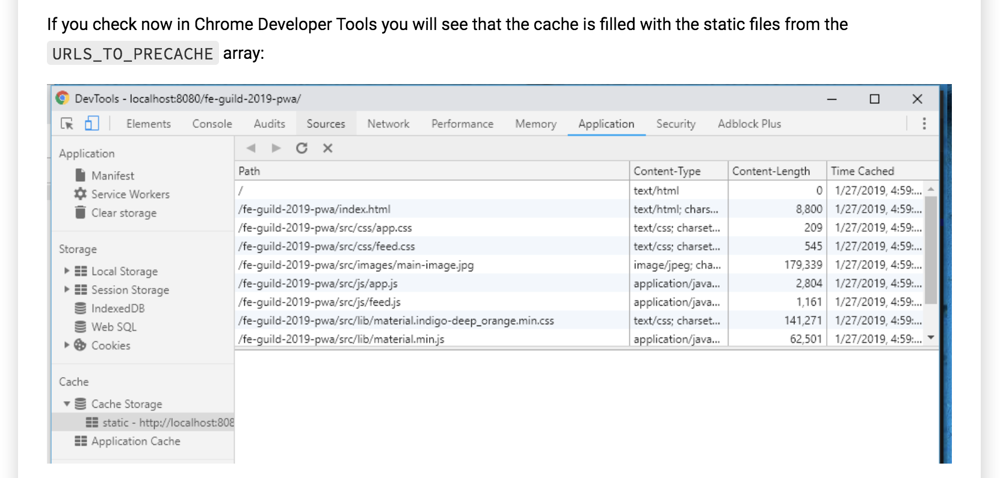 If you check now in Chrome Developer Tools you will see that the cache is filled with the static files from the
URLS_TO_PRECACHE array:
DevTools - localhost:8080/fe-guild-2019-pwa/
Elements Console Audits Sources Network Performance Memory Application Security Adblock Plus
Application
Manifest
Service Workers
Clear storage
Storage
Local Storage
Session Storage
IndexedDB
Web SQL
Cookies
Cache
Cache Storage
static - http://localhost:808
Application Cache
Path Content-Type Content-Length Time Cached
/ text/html 0 1/27/2019, 4:59:...
/fe-guild-2019-pwa/index.html text/html; chars... 8,800 1/27/2019, 4:59:...
/fe-guild-2019-pwa/src/css/app.css text/css; charset... 209 1/27/2019, 4:59:...
/fe-guild-2019-pwa/src/css/feed.css text/css; charset... 545 1/27/2019, 4:59:...
/fe-guild-2019-pwa/src/images/main-image.jpg image/jpeg; cha... 179,339 1/27/2019, 4:59:...
/fe-guild-2019-pwa/src/js/app.js application/java... 2,804 1/27/2019, 4:59:...
/fe-guild-2019-pwa/src/js/feed.js application/java... 1,161 1/27/2019, 4:59:...
/fe-guild-2019-pwa/src/lib/material.indigo-deep_orange.min.css text/css; charset... 141,271 1/27/2019, 4:59:...
/fe-guild-2019-pwa/src/lib/material.min.js application/java... 62,501 1/27/2019, 4:59:...